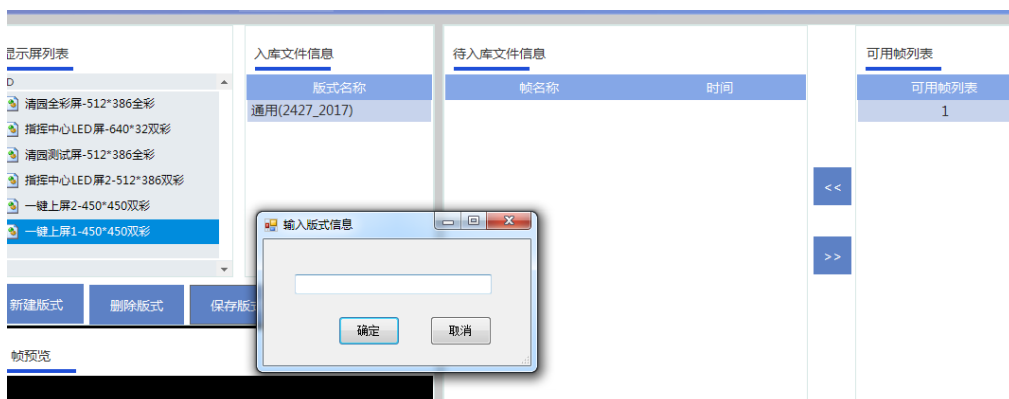 显示屏列表
入库文件信息
待入库文件信息
可用帧列表
版式名称
帧名称
时间
可用帧列表
清园全彩屏-512*386全彩
通用(2427_2017)
1
指挥中心LED屏-640*32双彩
清园测试屏-512*386全彩
指挥中心LED屏2-512*386双彩
<<
一键上屏2-450*450双彩
输入版式信息
一键上屏1-450*450双彩
>>
新建版式
删除版式
保存版式
确定
取消
帧预览